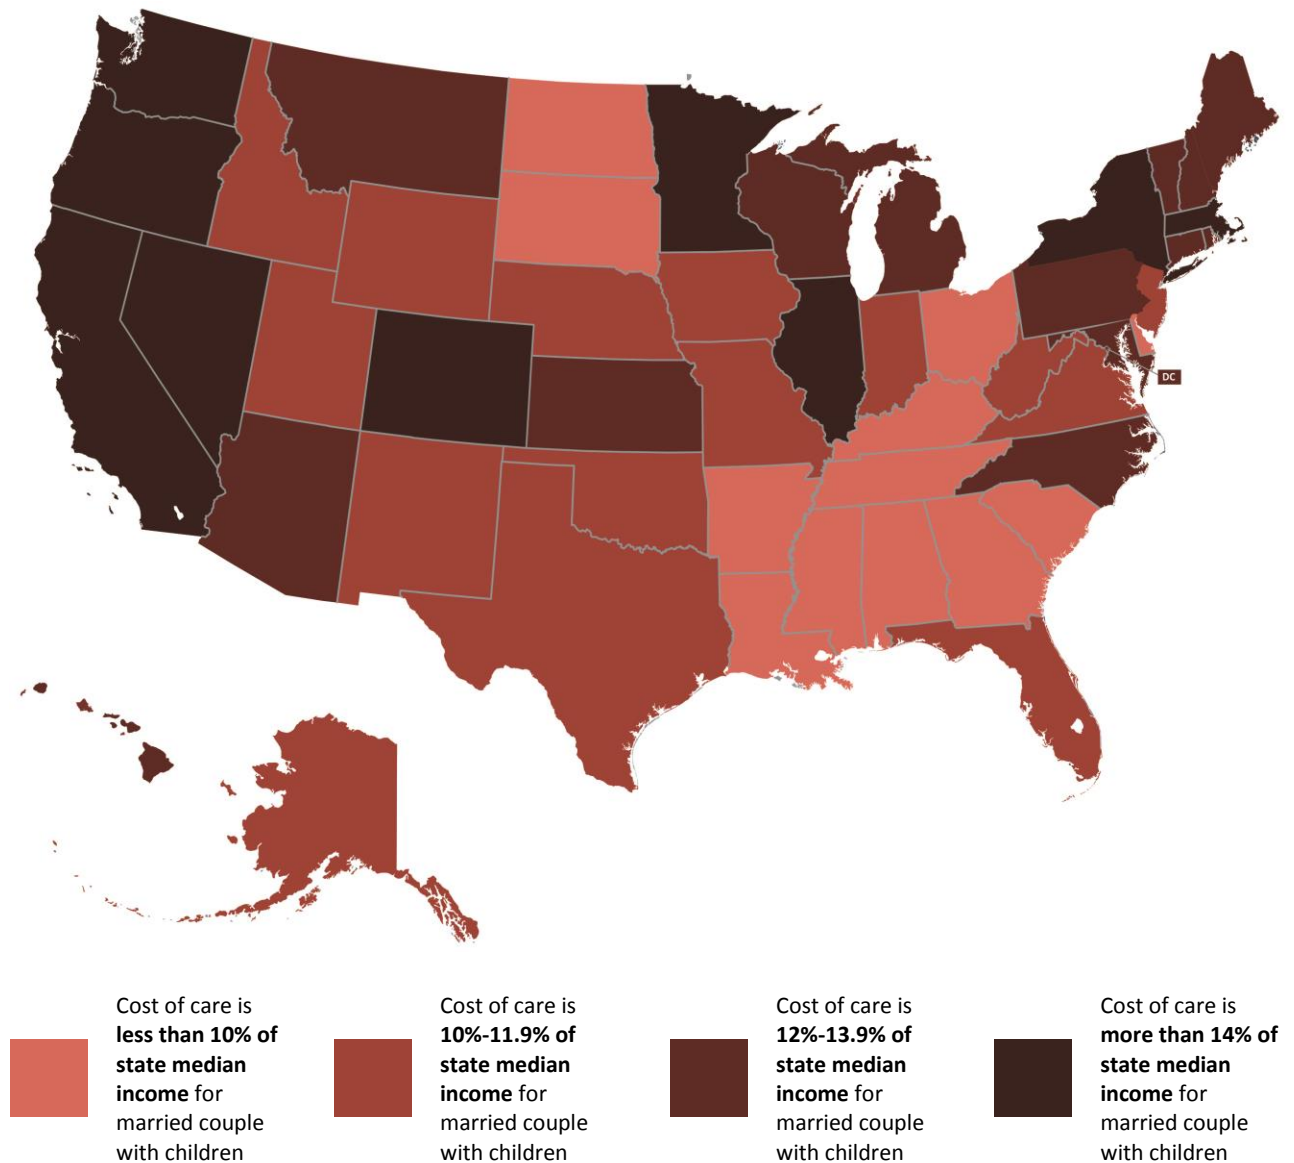 DC
Cost of care is
less than 10% of
state median
income for
married couple
with children
Cost of care is
10%-11.9% of
state median
income for
married couple
with children
Cost of care is
12%-13.9% of
state median
income for
married couple
with children
Cost of care is
more than 14% of
state median
income for
married couple
with children